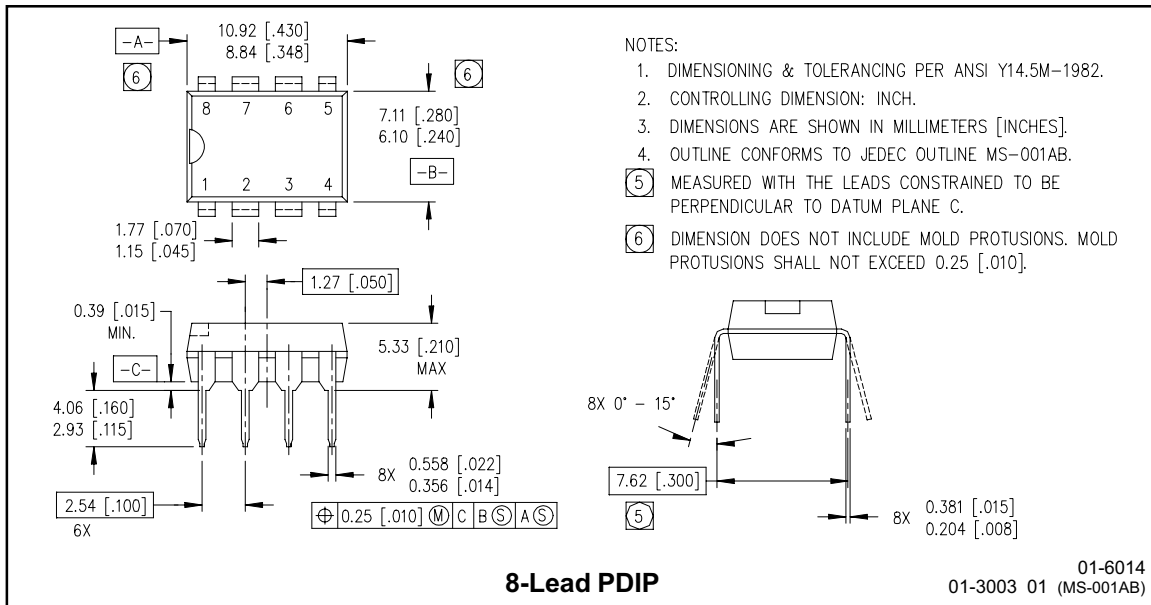 -A-
10.92 [.430]
8.84 [.348]
6
6
8 7 6 5
1 2 3 4
7.11 [.280]
6.10 [.240]
-B-
1.77 [.070]
1.15 [.045]
1.27 [.050]
0.39 [.015]
MIN.
-C-
5.33 [.210]
MAX
4.06 [.160]
2.93 [.115]
2.54 [.100]
6X
8X 0.558 [.022]
0.356 [.014]
⌖ 0.25 [.010] Ⓜ C B Ⓢ A Ⓢ
NOTES:
1. DIMENSIONING & TOLERANCING PER ANSI Y14.5M-1982.
2. CONTROLLING DIMENSION: INCH.
3. DIMENSIONS ARE SHOWN IN MILLIMETERS [INCHES].
4. OUTLINE CONFORMS TO JEDEC OUTLINE MS-001AB.
5 MEASURED WITH THE LEADS CONSTRAINED TO BE
PERPENDICULAR TO DATUM PLANE C.
6 DIMENSION DOES NOT INCLUDE MOLD PROTUSIONS. MOLD
PROTUSIONS SHALL NOT EXCEED 0.25 [.010].
8X 0° - 15°
7.62 [.300]
5
8X 0.381 [.015]
0.204 [.008]
8-Lead PDIP
01-6014
01-3003 01 (MS-001AB)